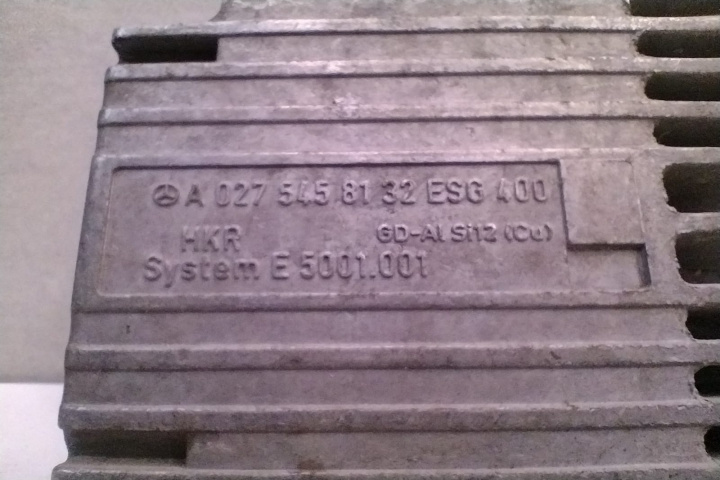 A 027 545 81 32 ESG 400
HKR GD-Al Si12 (Cu)
System E 5001.001